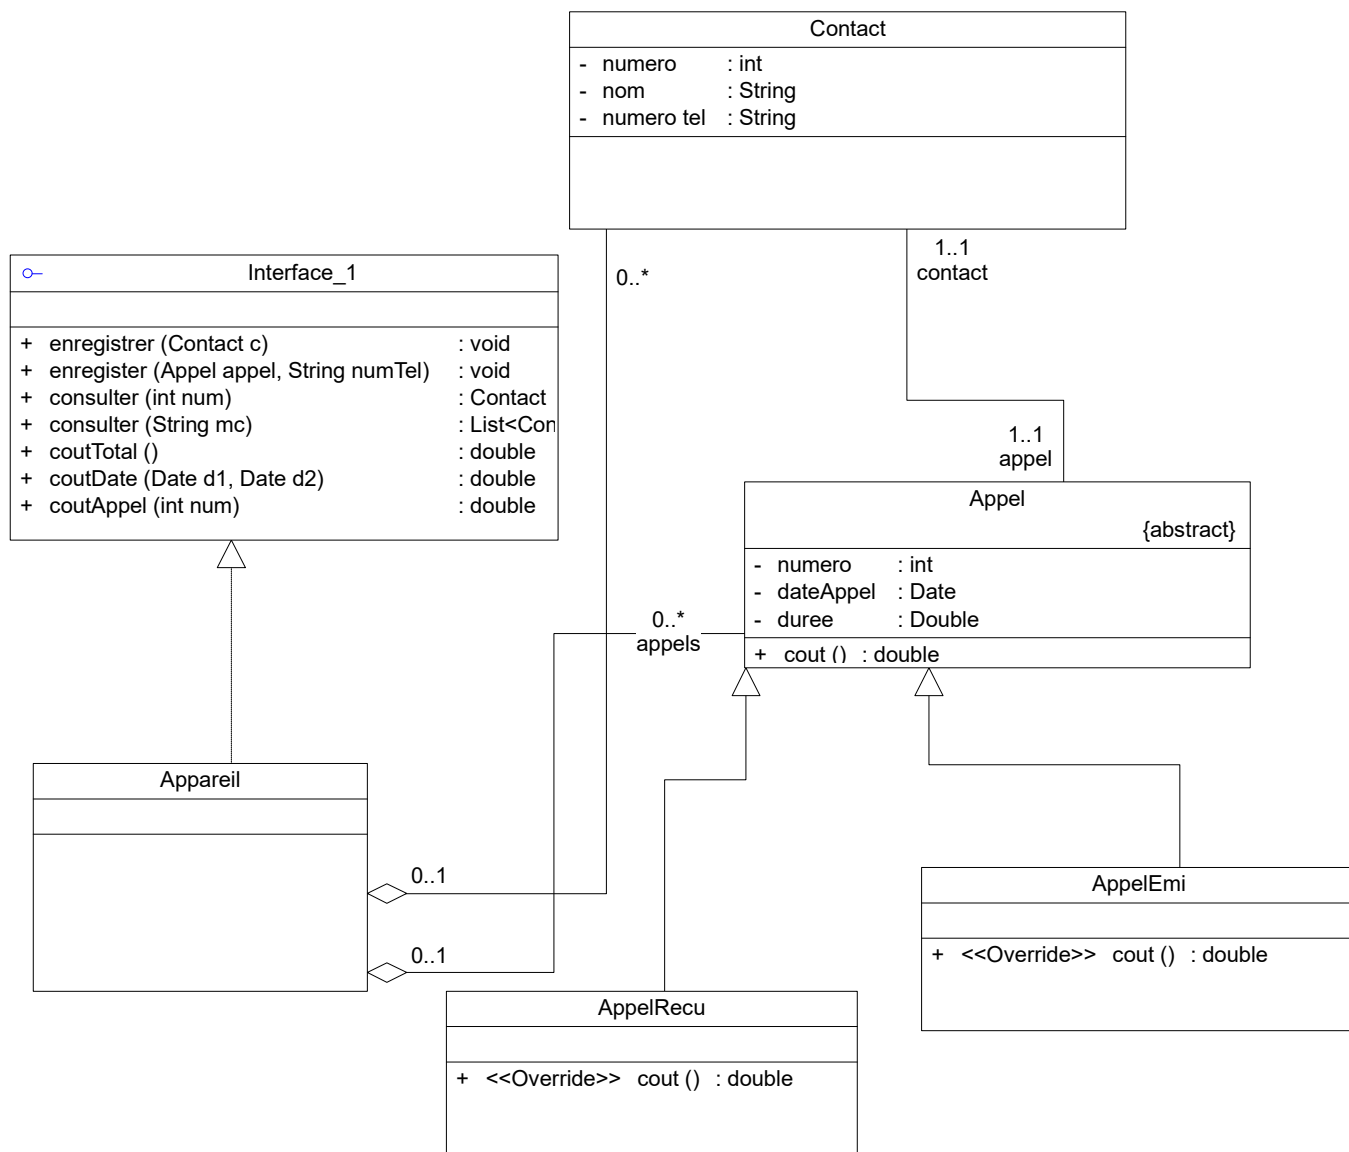 Contact
- numero : int
- nom : String
- numero tel : String
1..1
contact
0..*
Interface_1
+ enregistrer (Contact c) : void
+ enregister (Appel appel, String numTel) : void
+ consulter (int num) : Contact
+ consulter (String mc) : List<Con
+ coutTotal () : double
+ coutDate (Date d1, Date d2) : double
+ coutAppel (int num) : double
1..1
appel
Appel
{abstract}
- numero : int
- dateAppel : Date
- duree : Double
+ cout () : double
0..*
appels
Appareil
0..1
0..1
AppelEmi
+ <<Override>> cout () : double
AppelRecu
+ <<Override>> cout () : double